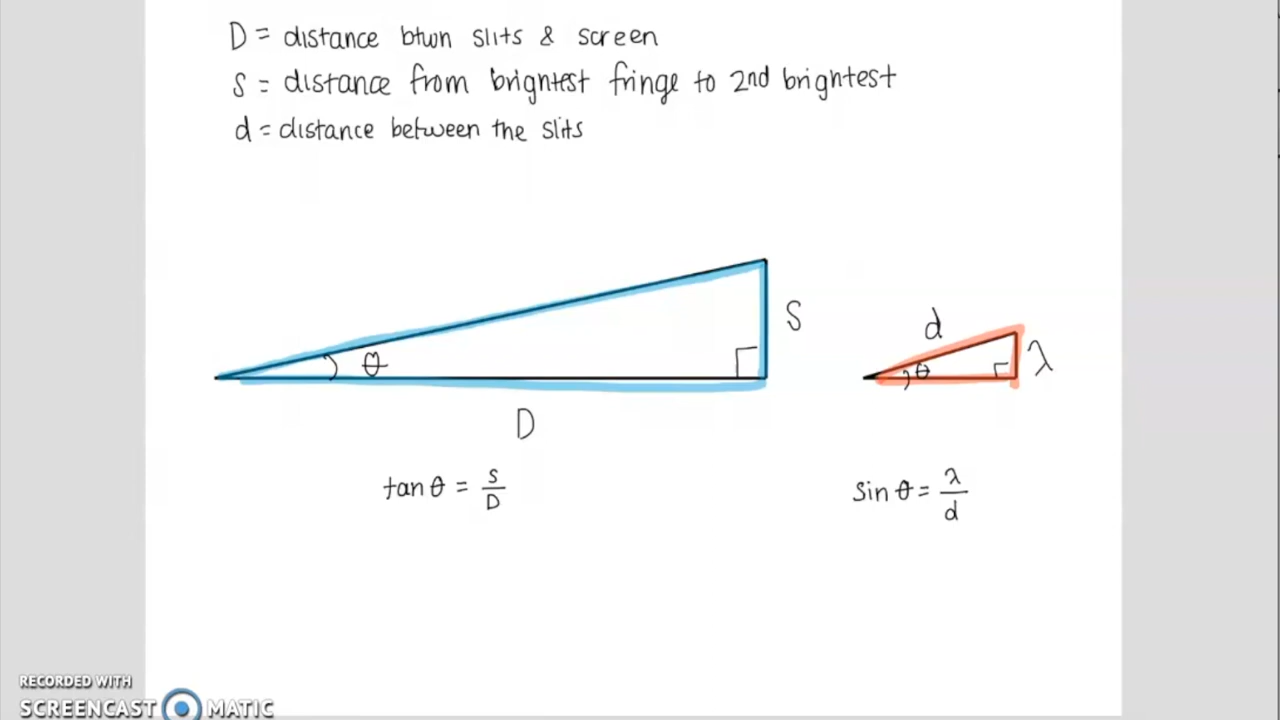 D = distance btwn slits & screen
S = distance from brightest fringe to 2nd brightest
d = distance between the slits
S
d
θ
θ
λ
D
tan θ = S/D
sin θ = λ/d
RECORDED WITH
SCREENCAST MATIC